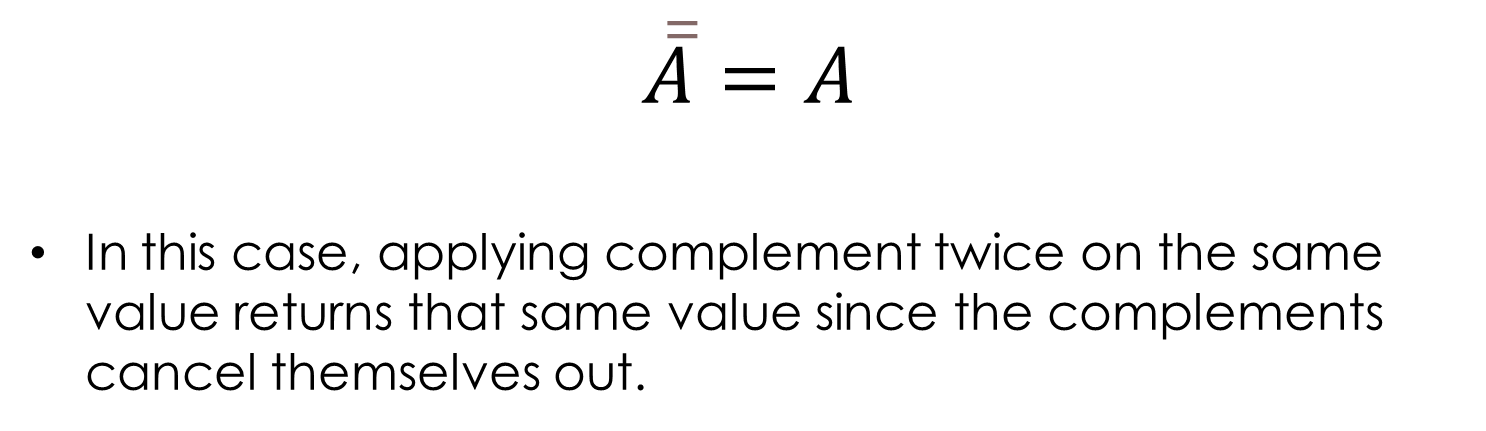 A̿ = A
• In this case, applying complement twice on the same
value returns that same value since the complements
cancel themselves out.